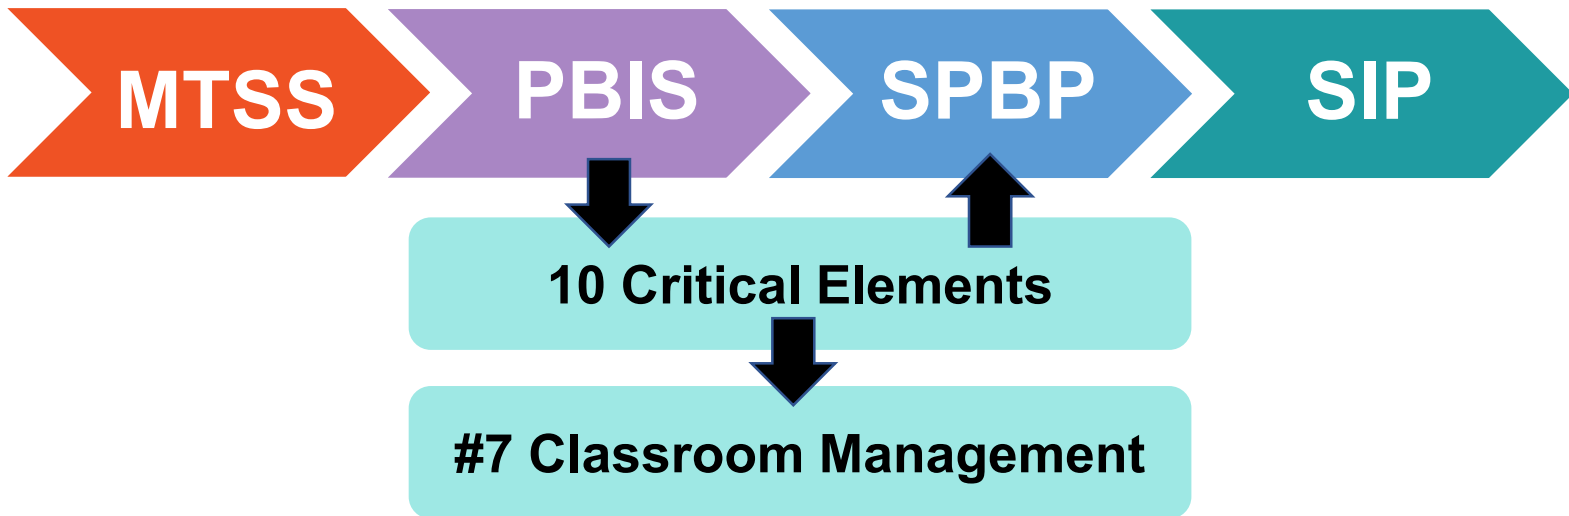 MTSS
PBIS
SPBP
SIP
10 Critical Elements
#7 Classroom Management